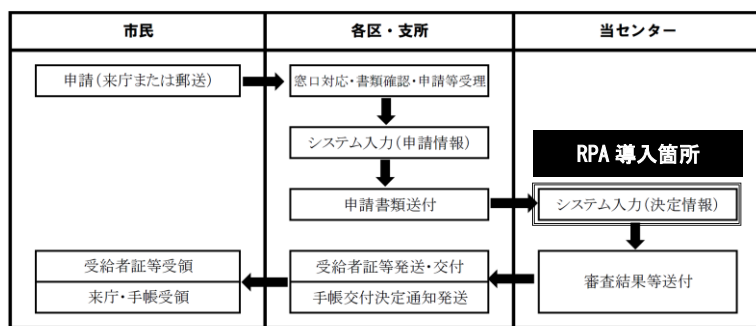 市民
各区・支所
当センター
申請(来庁または郵送)
窓口対応・書類確認・申請等受理
システム入力(申請情報)
RPA 導入箇所
申請書類送付
システム入力(決定情報)
受給者証等受領
受給者証等発送・交付
審査結果等送付
来庁・手帳受領
手帳交付決定通知発送